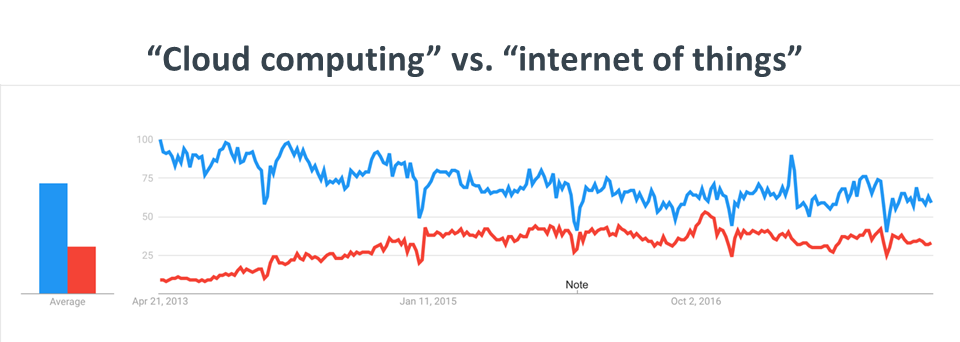 “Cloud computing” vs. “internet of things”
100
75
50
25
Note
Average
Apr 21, 2013
Jan 11, 2015
Oct 2, 2016